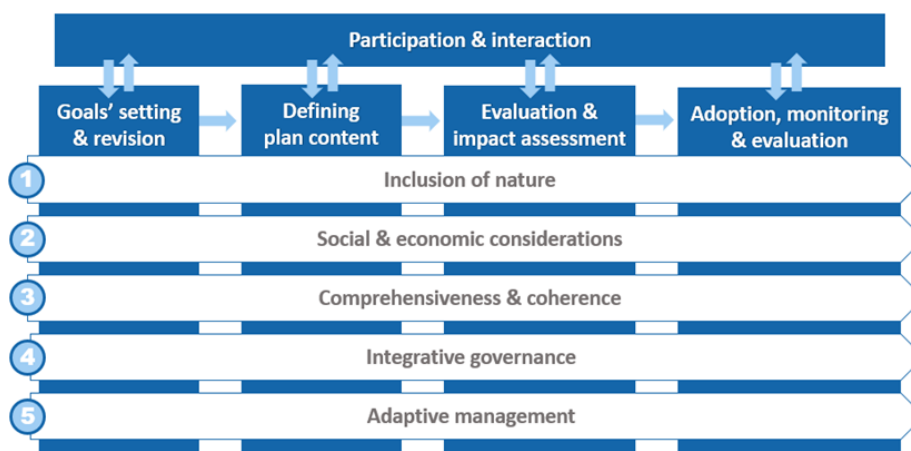 Participation & interaction
Goals' setting
& revision
Defining
plan content
Evaluation &
impact assessment
Adoption, monitoring
& evaluation
1
Inclusion of nature
2
Social & economic considerations
3
Comprehensiveness & coherence
4
Integrative governance
5
Adaptive management